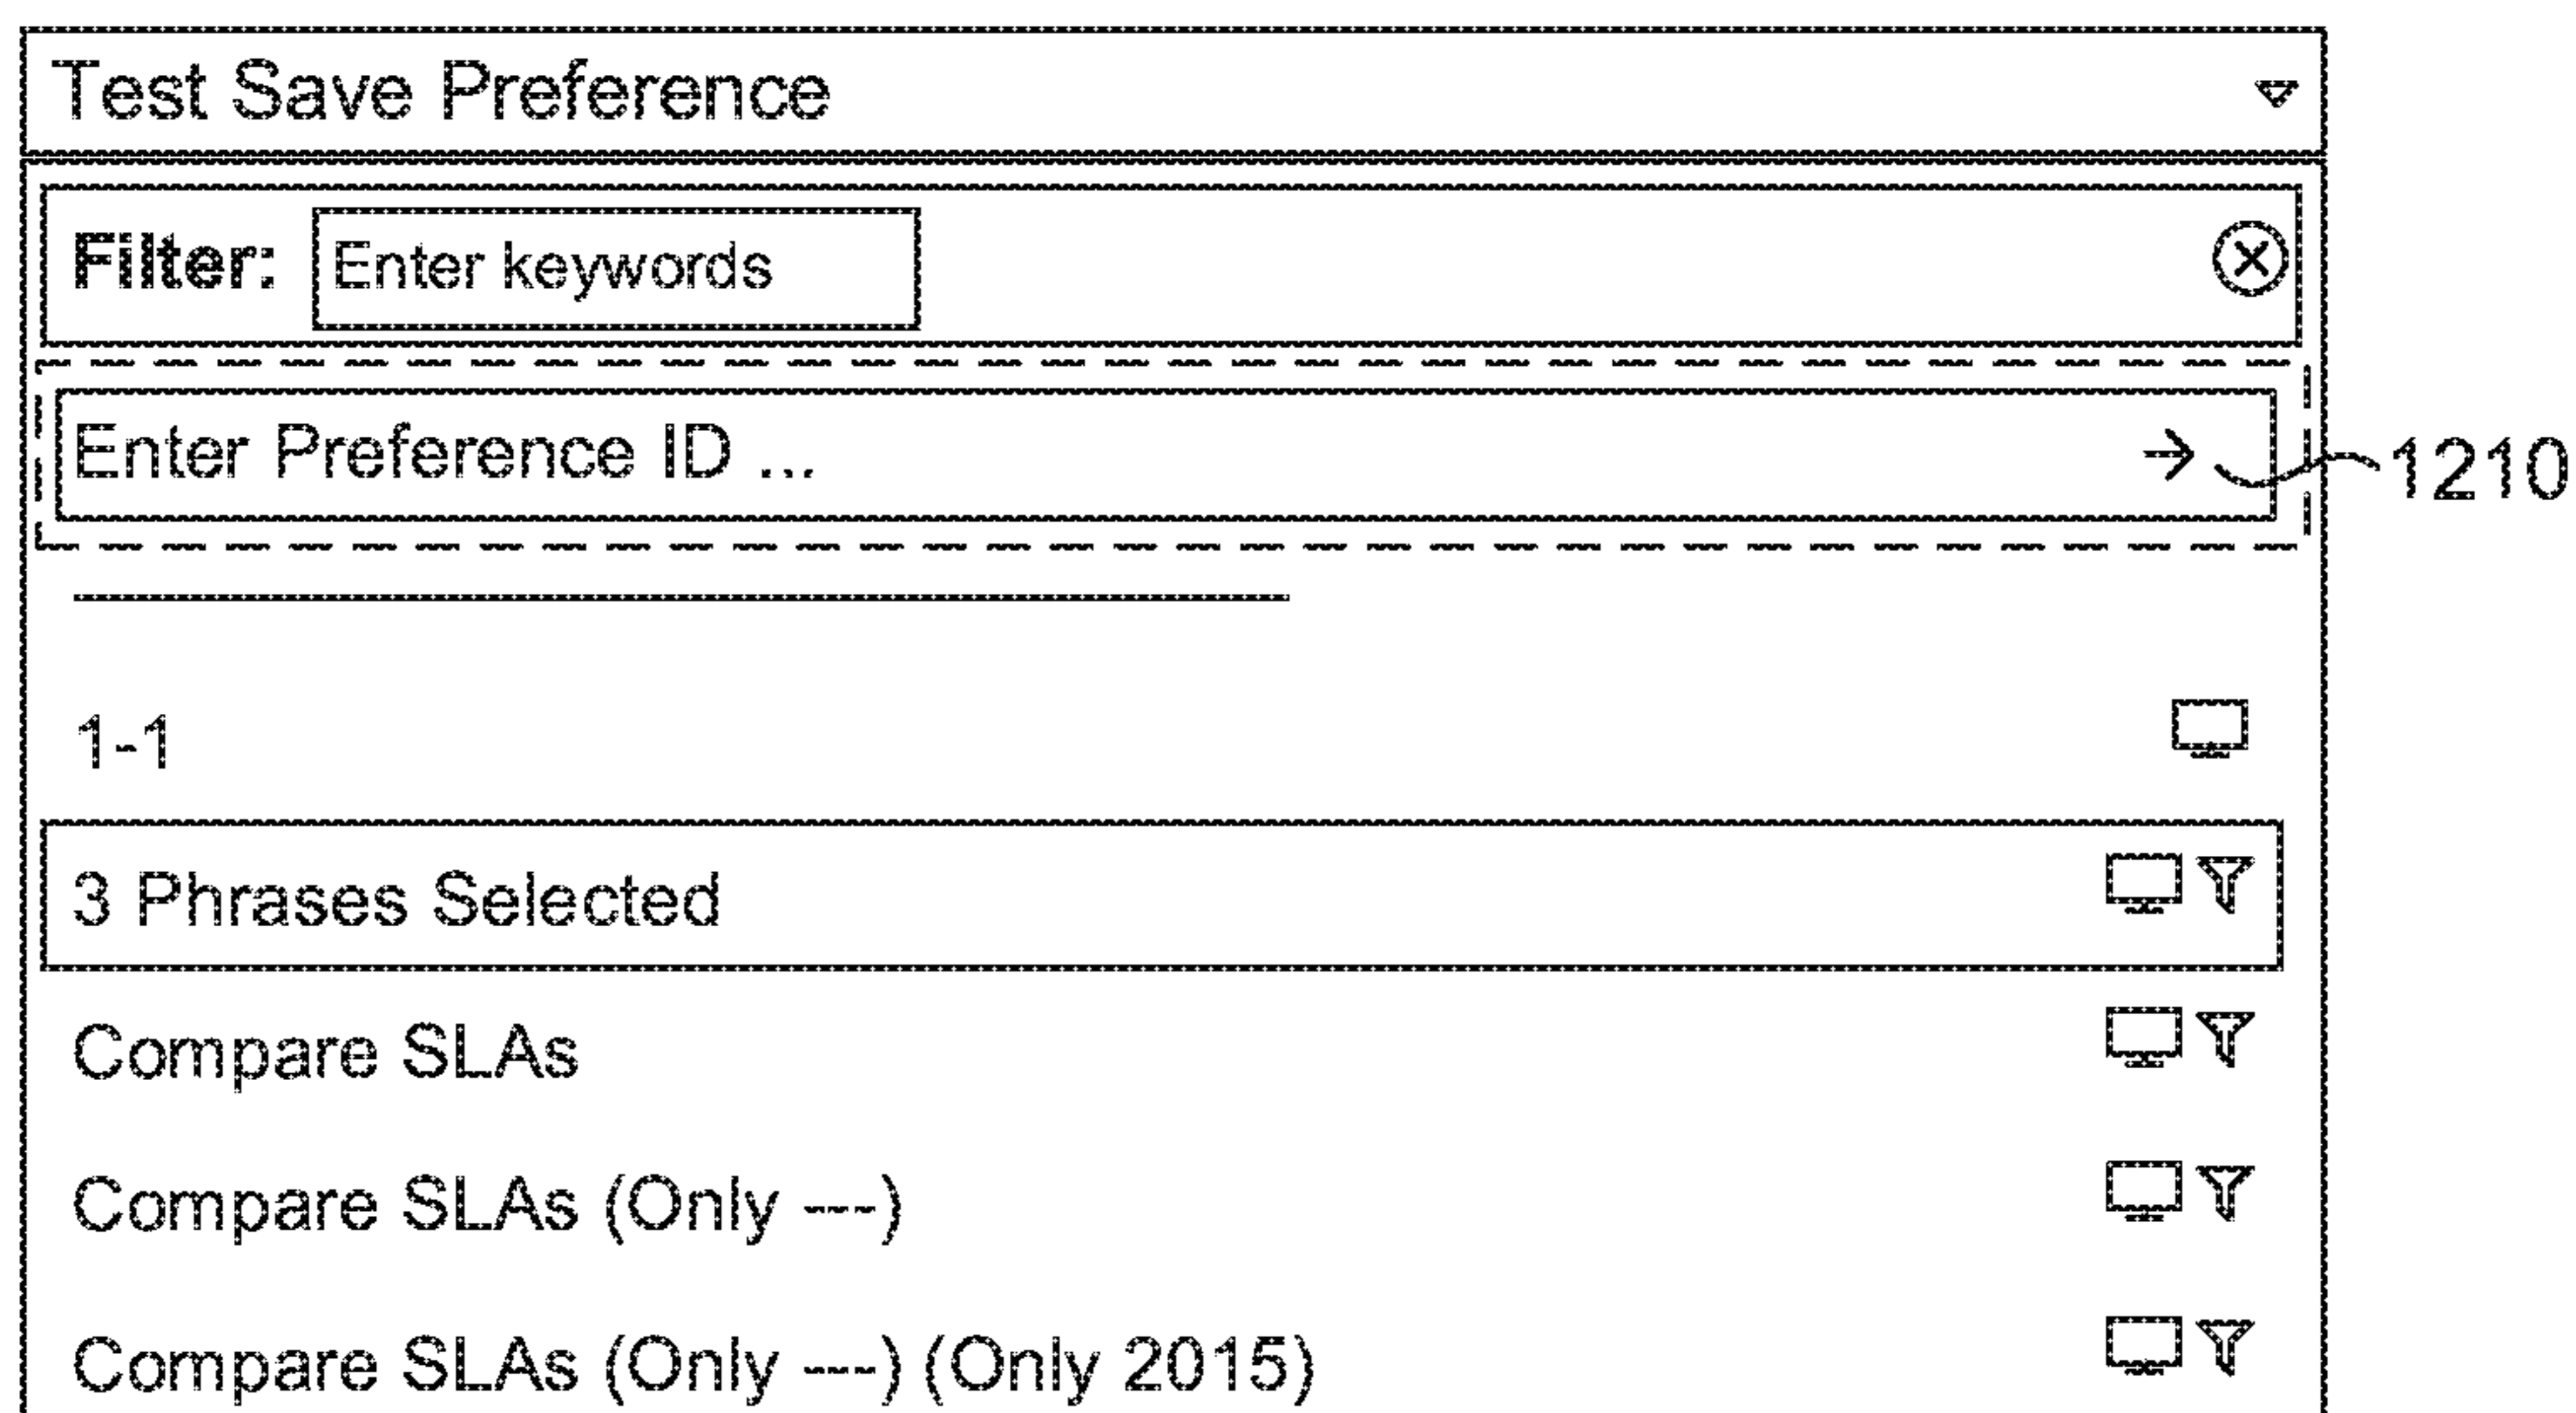 Test Save Preference
Filter: Enter keywords
Enter Preference ID ... 1210
1-1
3 Phrases Selected
Compare SLAs
Compare SLAs (Only ---)
Compare SLAs (Only ---) (Only 2015)